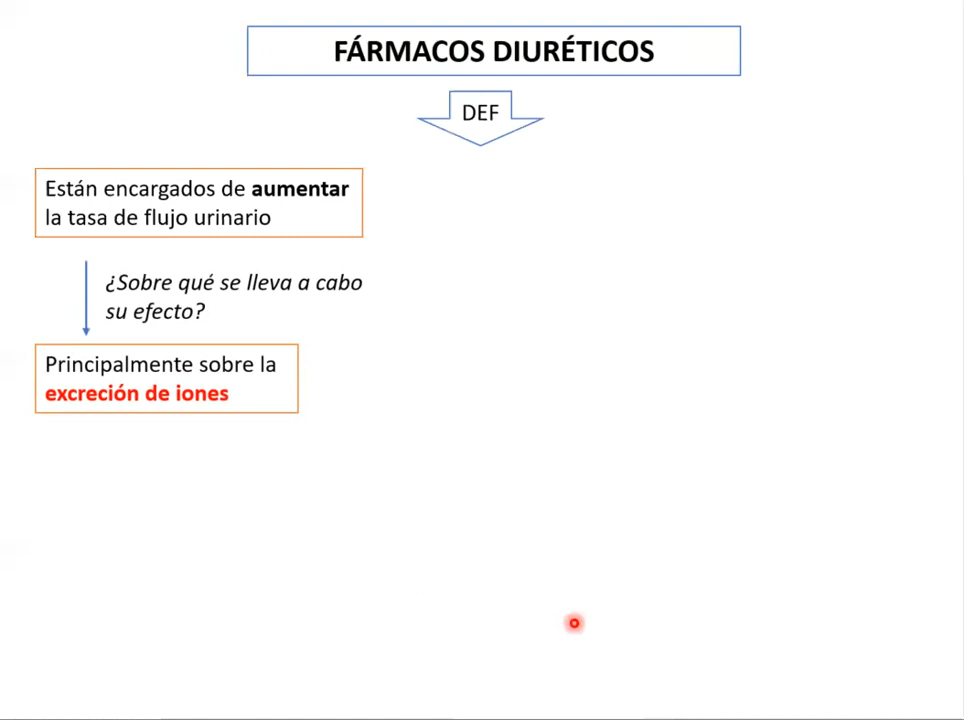 FÁRMACOS DIURÉTICOS
DEF
Están encargados de aumentar
la tasa de flujo urinario
¿Sobre qué se lleva a cabo
su efecto?
Principalmente sobre la
excreción de iones